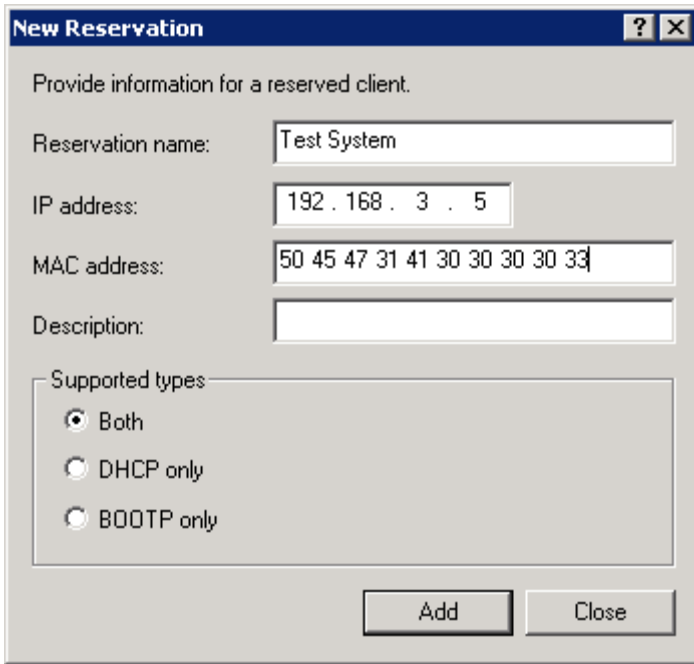 New Reservation
Provide information for a reserved client.
Reservation name: Test System
IP address: 192 . 168 . 3 . 5
MAC address: 50 45 47 31 41 30 30 30 30 33
Description:
Supported types
Both
DHCP only
BOOTP only
Add Close